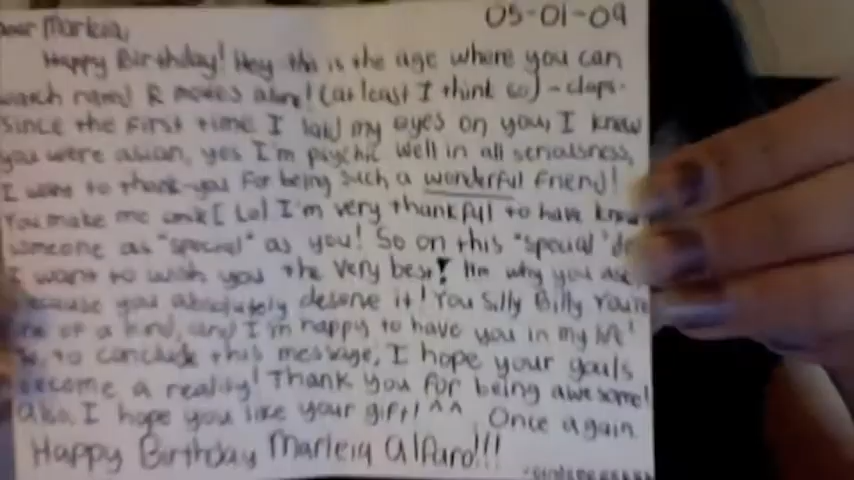 05-01-09
Happy Birthday! Hey this is the age where you can
watch rated R movies alone! (at least I think so) - claps-
Since the first time I laid my eyes on you, I knew
you were asian, yes I'm psychic. Well in all seriousness,
I want to thank-you for being such a wonderful friend!
You make me smile [Lol I'm very thankful to have know
someone as "special" as you! So on this "special"
I want to wish you the very best! Hm why you ask
because you absolutely deserve it! You Silly Billy You're
of a kind, and I'm happy to have you in my life!
to conclude this message, I hope your goals
become a reality! Thank you for being awesome!
Also, I hope you like your gift! ^^ Once again
Happy Birthday Marleia Alfaro!!!